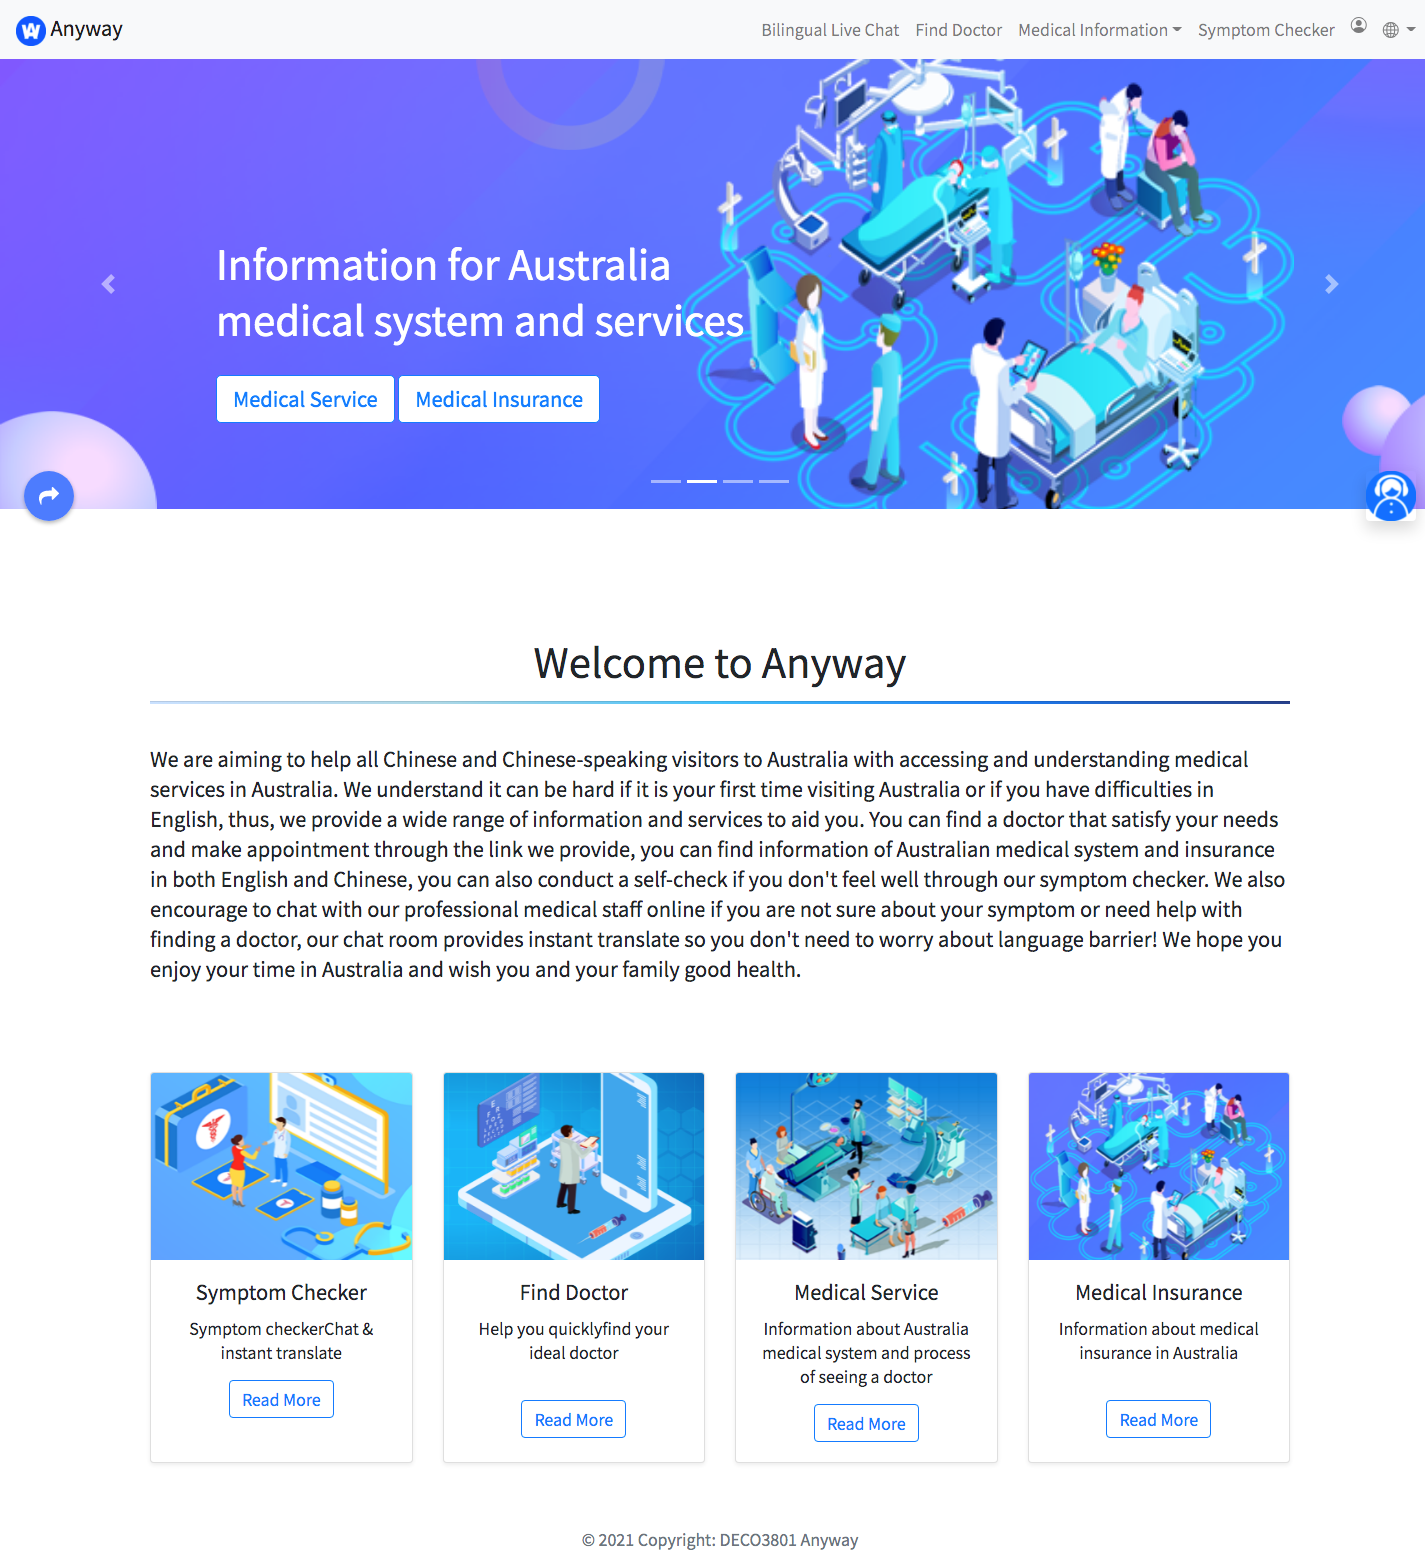 Anyway
Bilingual Live Chat
Find Doctor
Medical Information
Symptom Checker
Information for Australia
medical system and services
Medical Service
Medical Insurance
Welcome to Anyway
We are aiming to help all Chinese and Chinese-speaking visitors to Australia with accessing and understanding medical
services in Australia. We understand it can be hard if it is your first time visiting Australia or if you have difficulties in
English, thus, we provide a wide range of information and services to aid you. You can find a doctor that satisfy your needs
and make appointment through the link we provide, you can find information of Australian medical system and insurance
in both English and Chinese, you can also conduct a self-check if you don't feel well through our symptom checker. We also
encourage to chat with our professional medical staff online if you are not sure about your symptom or need help with
finding a doctor, our chat room provides instant translate so you don't need to worry about language barrier! We hope you
enjoy your time in Australia and wish you and your family good health.
Symptom Checker
Symptom checkerChat &
instant translate
Read More
Find Doctor
Help you quicklyfind your
ideal doctor
Read More
Medical Service
Information about Australia
medical system and process
of seeing a doctor
Read More
Medical Insurance
Information about medical
insurance in Australia
Read More
© 2021 Copyright: DECO3801 Anyway